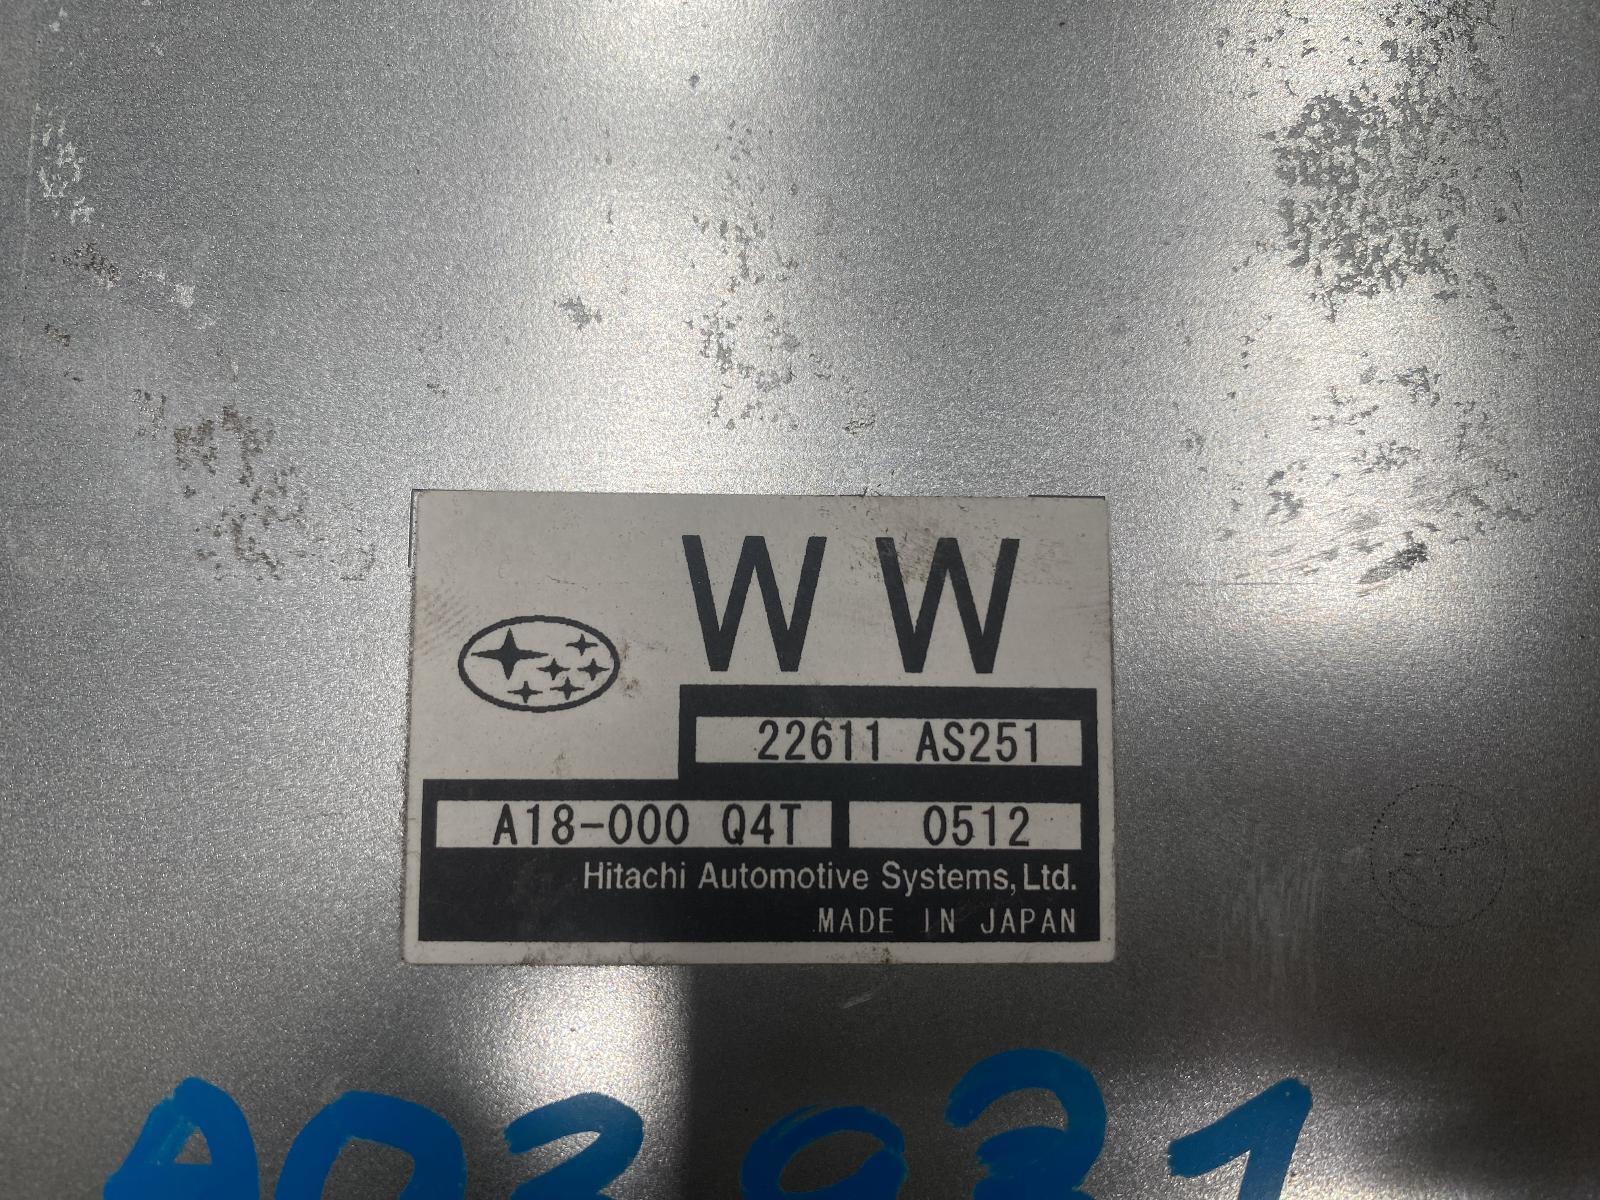 WW
22611 AS251
A18-000 Q4T 0512
Hitachi Automotive Systems, Ltd.
MADE IN JAPAN